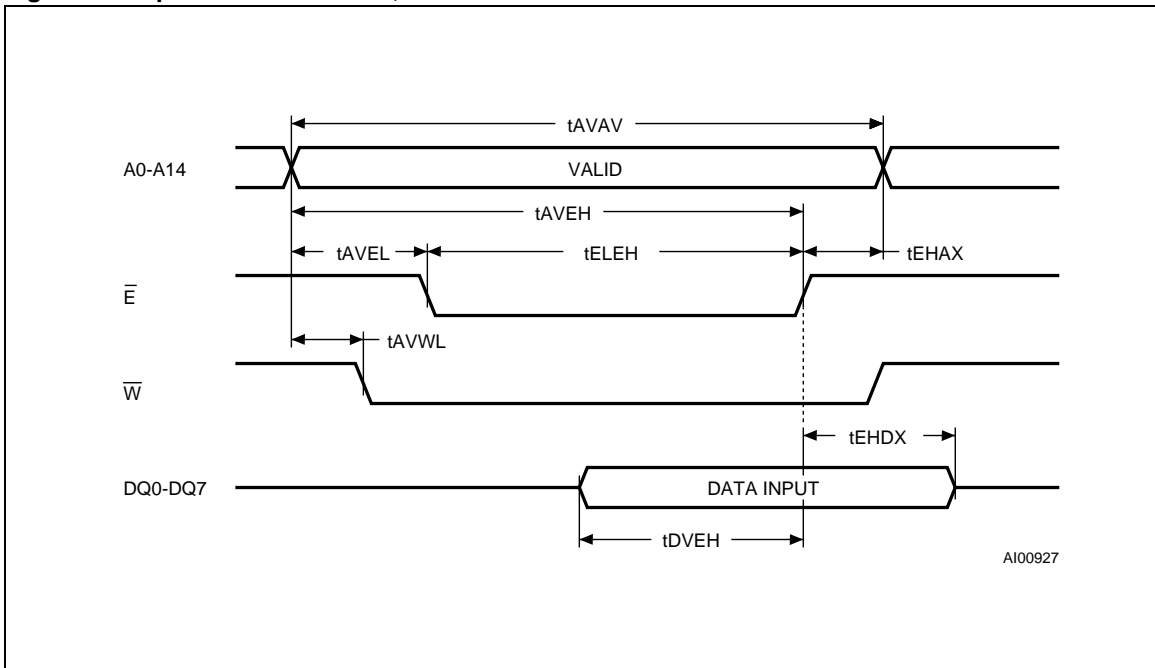 tAVAV
A0-A14
VALID
tAVEH
tAVEL
tELEH
tEHAX
E̅
tAVWL
W̅
tEHDX
DQ0-DQ7
DATA INPUT
tDVEH
AI00927